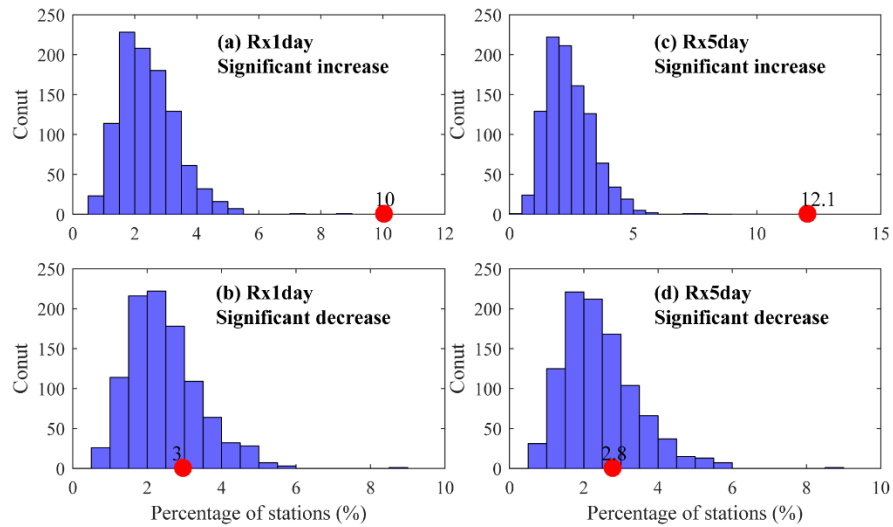 250
200
150
100
50
0
Conut
(a) Rx1day
Significant increase
10
0 2 4 6 8 10 12
250
200
150
100
50
0
Conut
(c) Rx5day
Significant increase
12.1
0 5 10 15
250
200
150
100
50
0
Conut
(b) Rx1day
Significant decrease
3
0 2 4 6 8 10
Percentage of stations (%)
250
200
150
100
50
0
Conut
(d) Rx5day
Significant decrease
2.8
0 2 4 6 8 10
Percentage of stations (%)